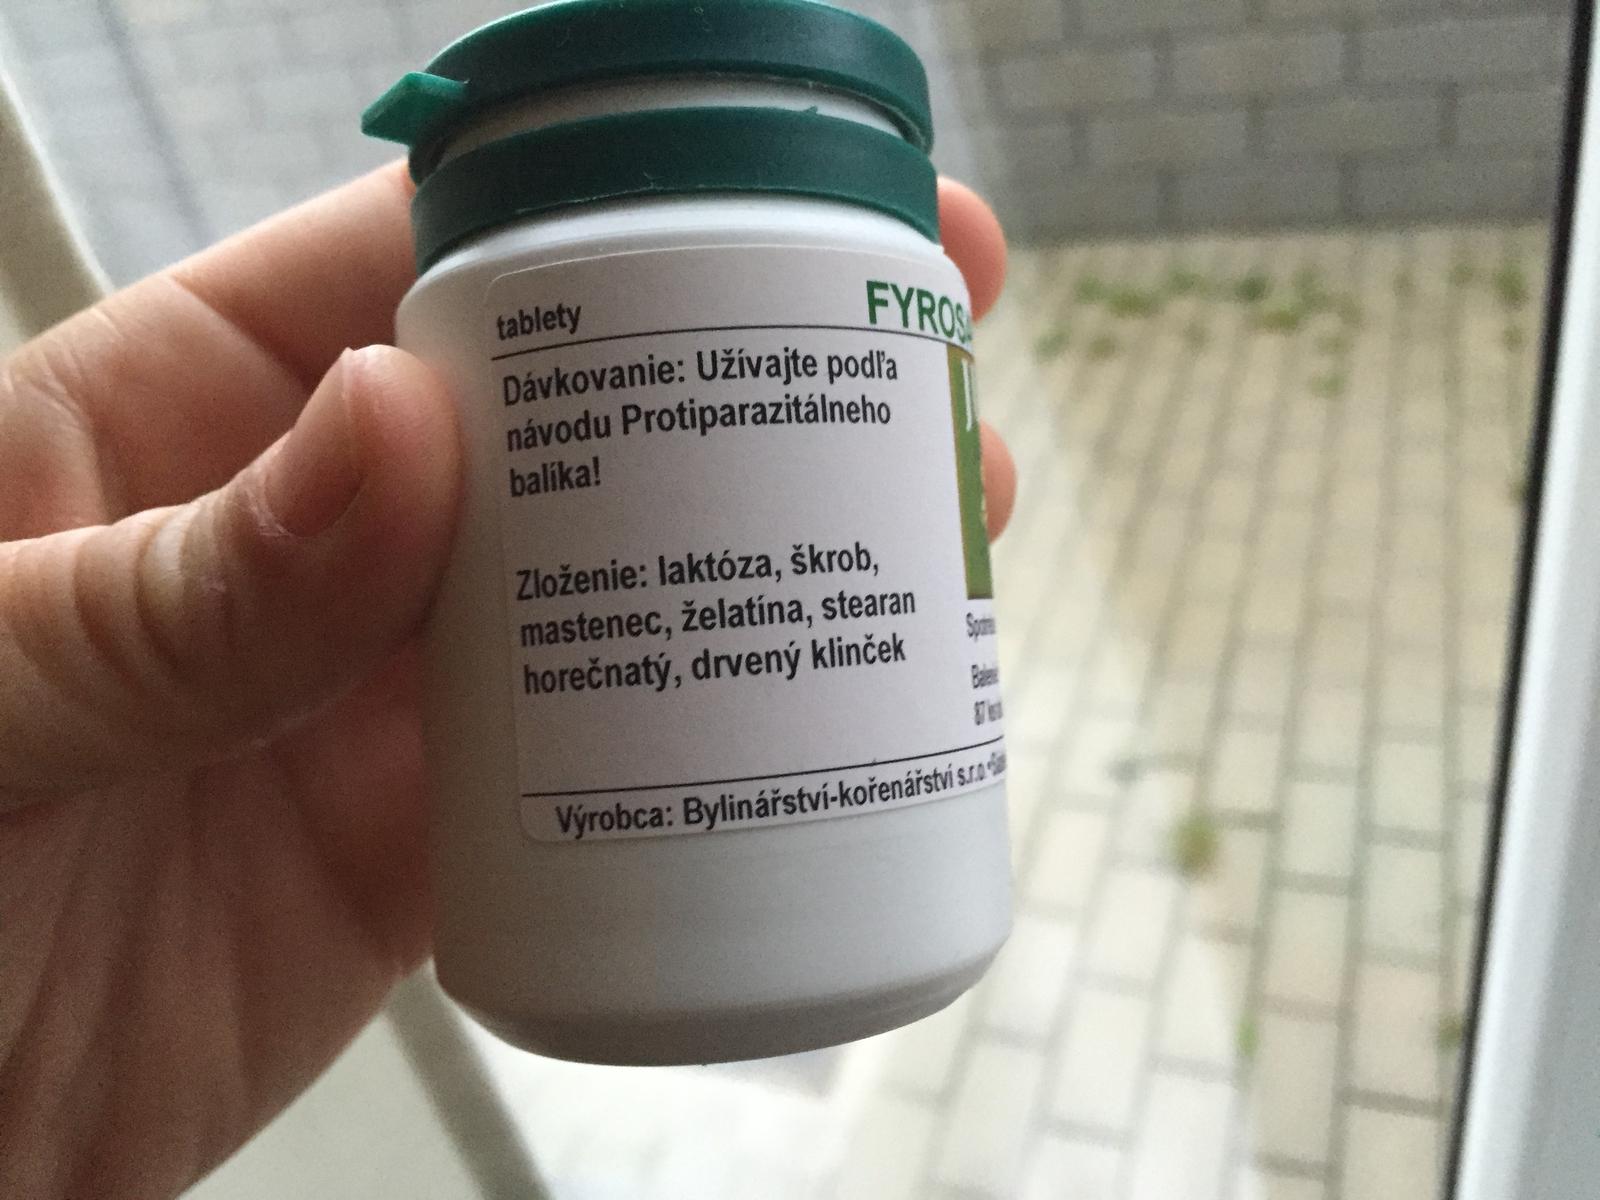 tablety
Dávkovanie: Užívajte podľa
návodu Protiparazitálneho
balíka!
Zloženie: laktóza, škrob,
mastenec, želatína, stearan
horečnatý, drvený klinček
Výrobca: Bylinářství-kořenářství s.r.o.
FYROSA
87